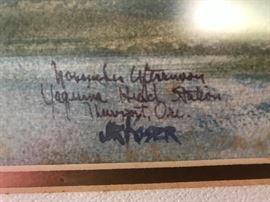 November Afternoon
Yaquina Head Station
Newport, Ore.